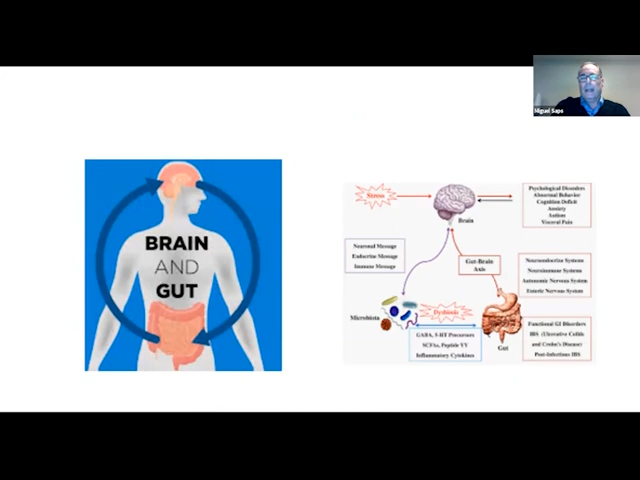 Miguel Sapo
BRAIN
AND
GUT
Stress
Brain
Psychological Disorders
Abnormal Behavior
Cognition Deficit
Anxiety
Autism
Visceral Pain
Neuronal Message
Endocrine Message
Immune Message
Gut-Brain
Axis
Neuroendocrine System
Neuroimmune System
Autonomic Nervous System
Enteric Nervous System
Microbiota
Dysbiosis
GABA, 5-HT Precursors
SCFAs, Peptide YY
Inflammatory Cytokines
Gut
Functional GI Disorders
IBS (Ulcerative Colitis
and Crohn's Disease)
Post-Infectious IBS